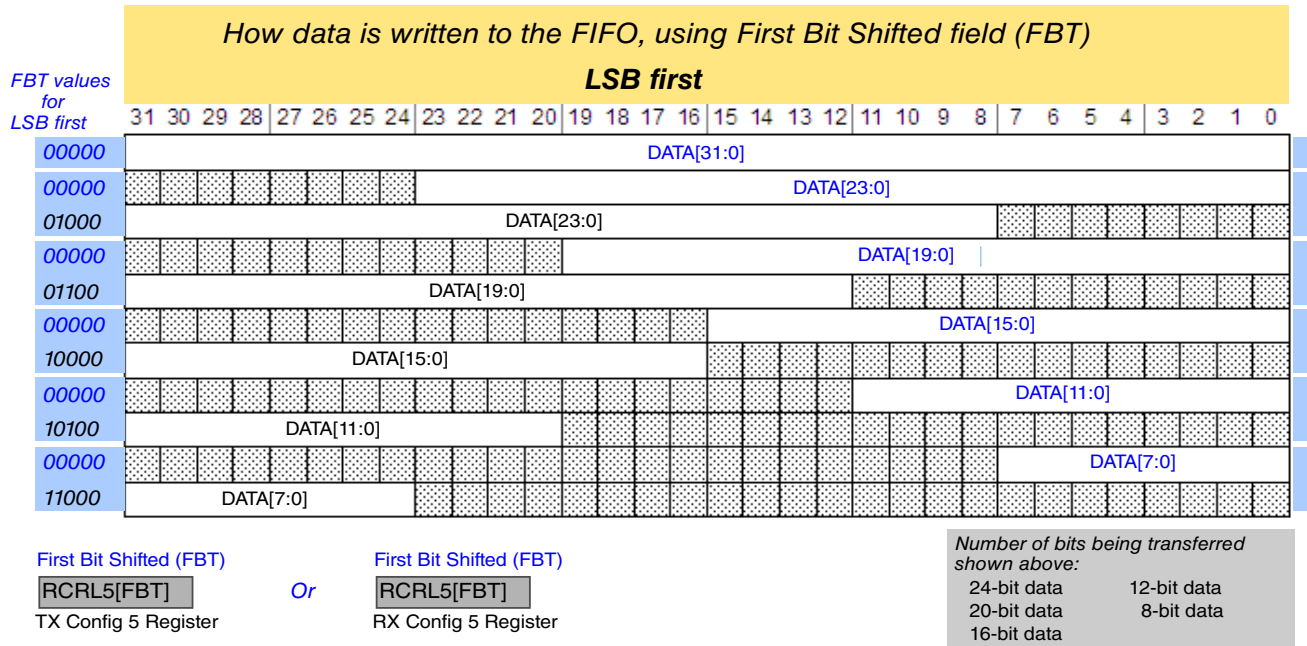 How data is written to the FIFO, using First Bit Shifted field (FBT)
LSB first
FBT values
for
LSB first
31 30 29 28 27 26 25 24 23 22 21 20 19 18 17 16 15 14 13 12 11 10 9 8 7 6 5 4 3 2 1 0
00000 DATA[31:0]
00000 DATA[23:0]
01000 DATA[23:0]
00000 DATA[19:0]
01100 DATA[19:0]
00000 DATA[15:0]
10000 DATA[15:0]
00000 DATA[11:0]
10100 DATA[11:0]
00000 DATA[7:0]
11000 DATA[7:0]
First Bit Shifted (FBT)
RCRL5[FBT]
TX Config 5 Register
Or
First Bit Shifted (FBT)
RCRL5[FBT]
RX Config 5 Register
Number of bits being transferred
shown above:
24-bit data 12-bit data
20-bit data 8-bit data
16-bit data